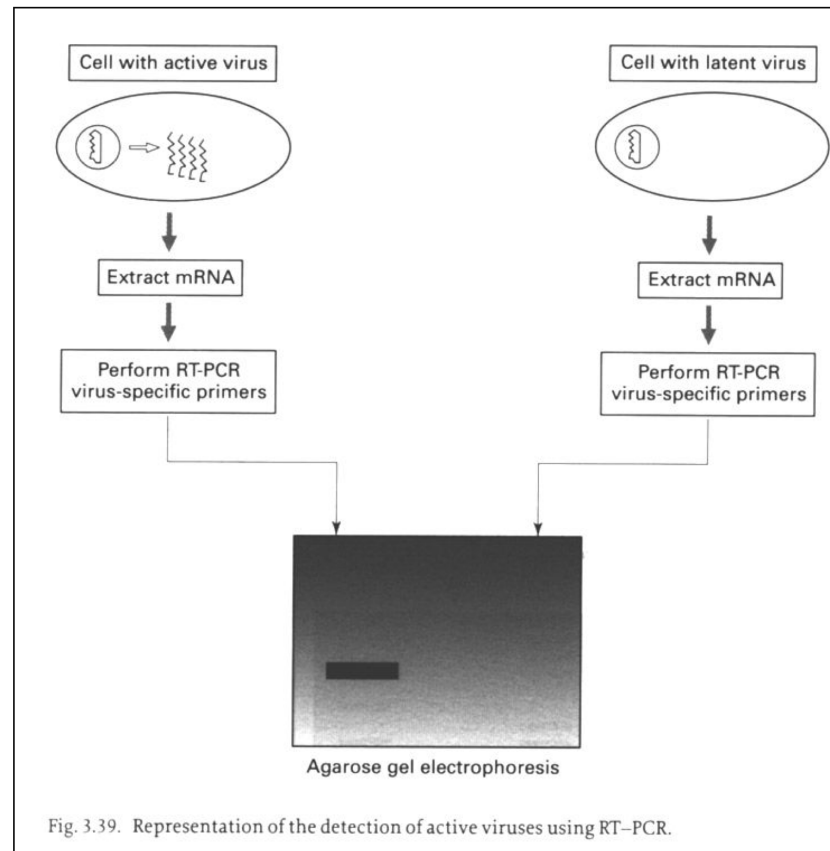 Cell with active virus
Cell with latent virus
Extract mRNA
Extract mRNA
Perform RT-PCR
virus-specific primers
Perform RT-PCR
virus-specific primers
Agarose gel electrophoresis
Fig. 3.39. Representation of the detection of active viruses using RT–PCR.